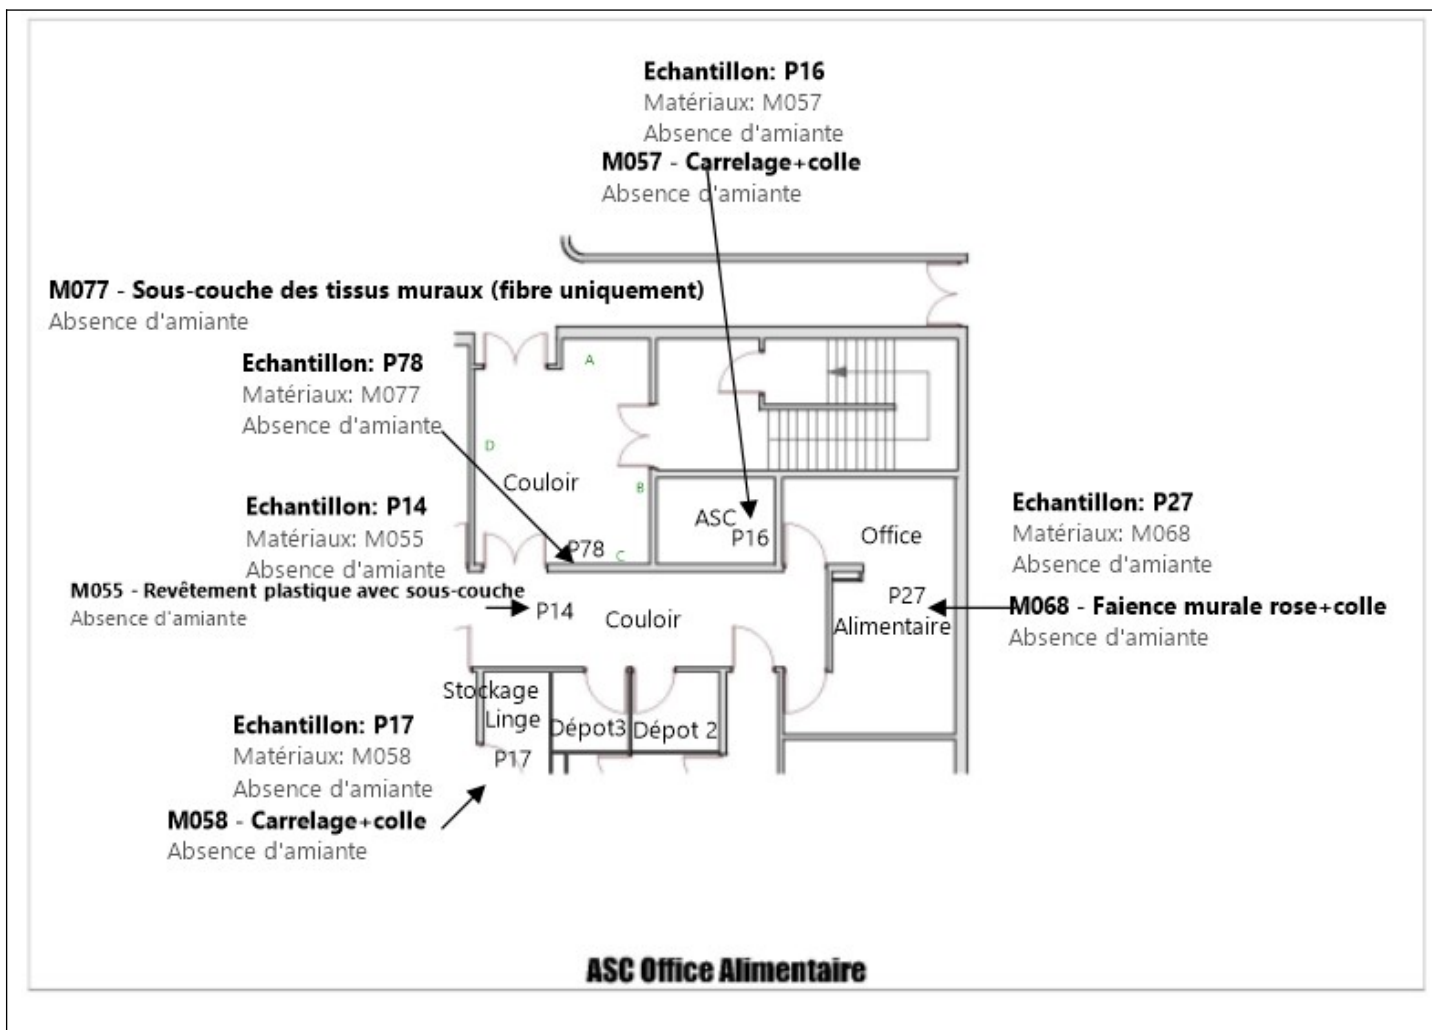 Echantillon: P16
Matériaux: M057
Absence d'amiante
M057 - Carrelage+colle
Absence d'amiante
M077 - Sous-couche des tissus muraux (fibre uniquement)
Absence d'amiante
Echantillon: P78
Matériaux: M077
Absence d'amiante
A
D
Couloir
B
Echantillon: P14
Matériaux: M055
Absence d'amiante
M055 - Revêtement plastique avec sous-couche
Absence d'amiante
ASC
P16
Office
P78
C
Echantillon: P27
Matériaux: M068
Absence d'amiante
M068 - Faience murale rose+colle
Absence d'amiante
P27
Alimentaire
P14
Couloir
Stockage
Linge
Dépot3
Dépot 2
P17
Echantillon: P17
Matériaux: M058
Absence d'amiante
M058 - Carrelage+colle
Absence d'amiante
ASC Office Alimentaire